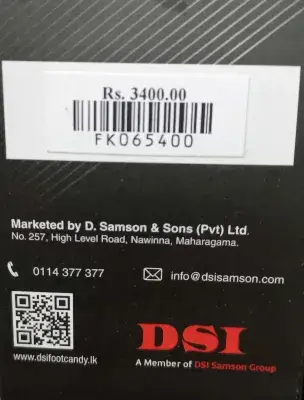 Rs. 3400.00
FK065400
Marketed by D. Samson & Sons (Pvt) Ltd.
No. 257, High Level Road, Nawinna, Maharagama.
0114 377 377
info@dsisamson.com
www.dsifootcandy.lk
DSI
A Member of DSI Samson Group